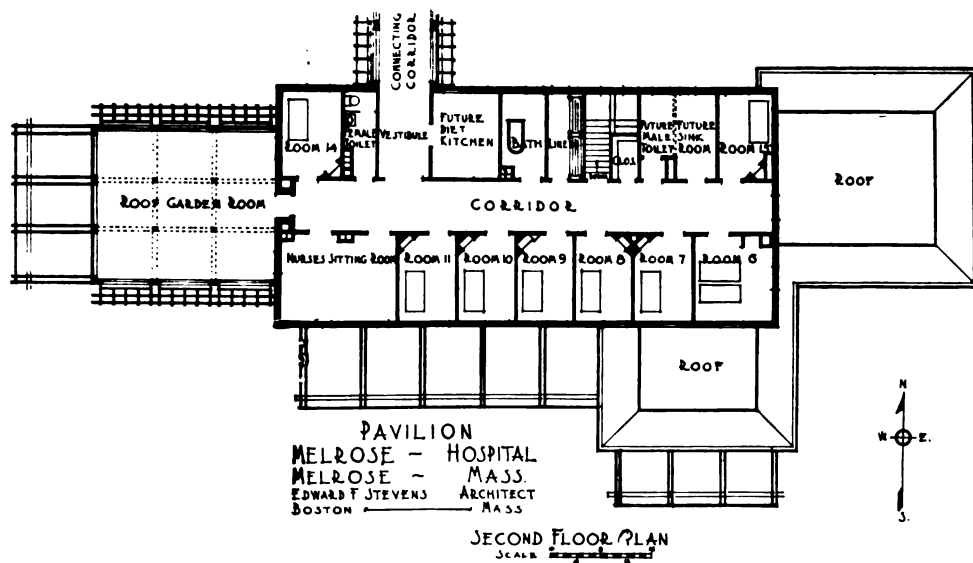 CONNECTING
CORRIDOR
ROOM 14
FEMALE
TOILET
VESTIBULE
FUTURE
DIET
KITCHEN
BATH
LINEN
DOWN
CLOS.
FUTURE
MALE
TOILET
FUTURE
SINK
ROOM
ROOM
ROOF
ROOF GARDEN ROOM
CORRIDOR
NURSES SITTING ROOM
ROOM 11
ROOM 10
ROOM 9
ROOM 8
ROOM 7
ROOM 6
ROOF
N
W E.
S.
PAVILION
MELROSE ~ HOSPITAL
MELROSE ~ MASS.
EDWARD F STEVENS ARCHITECT
BOSTON MASS
SECOND FLOOR PLAN
SCALE